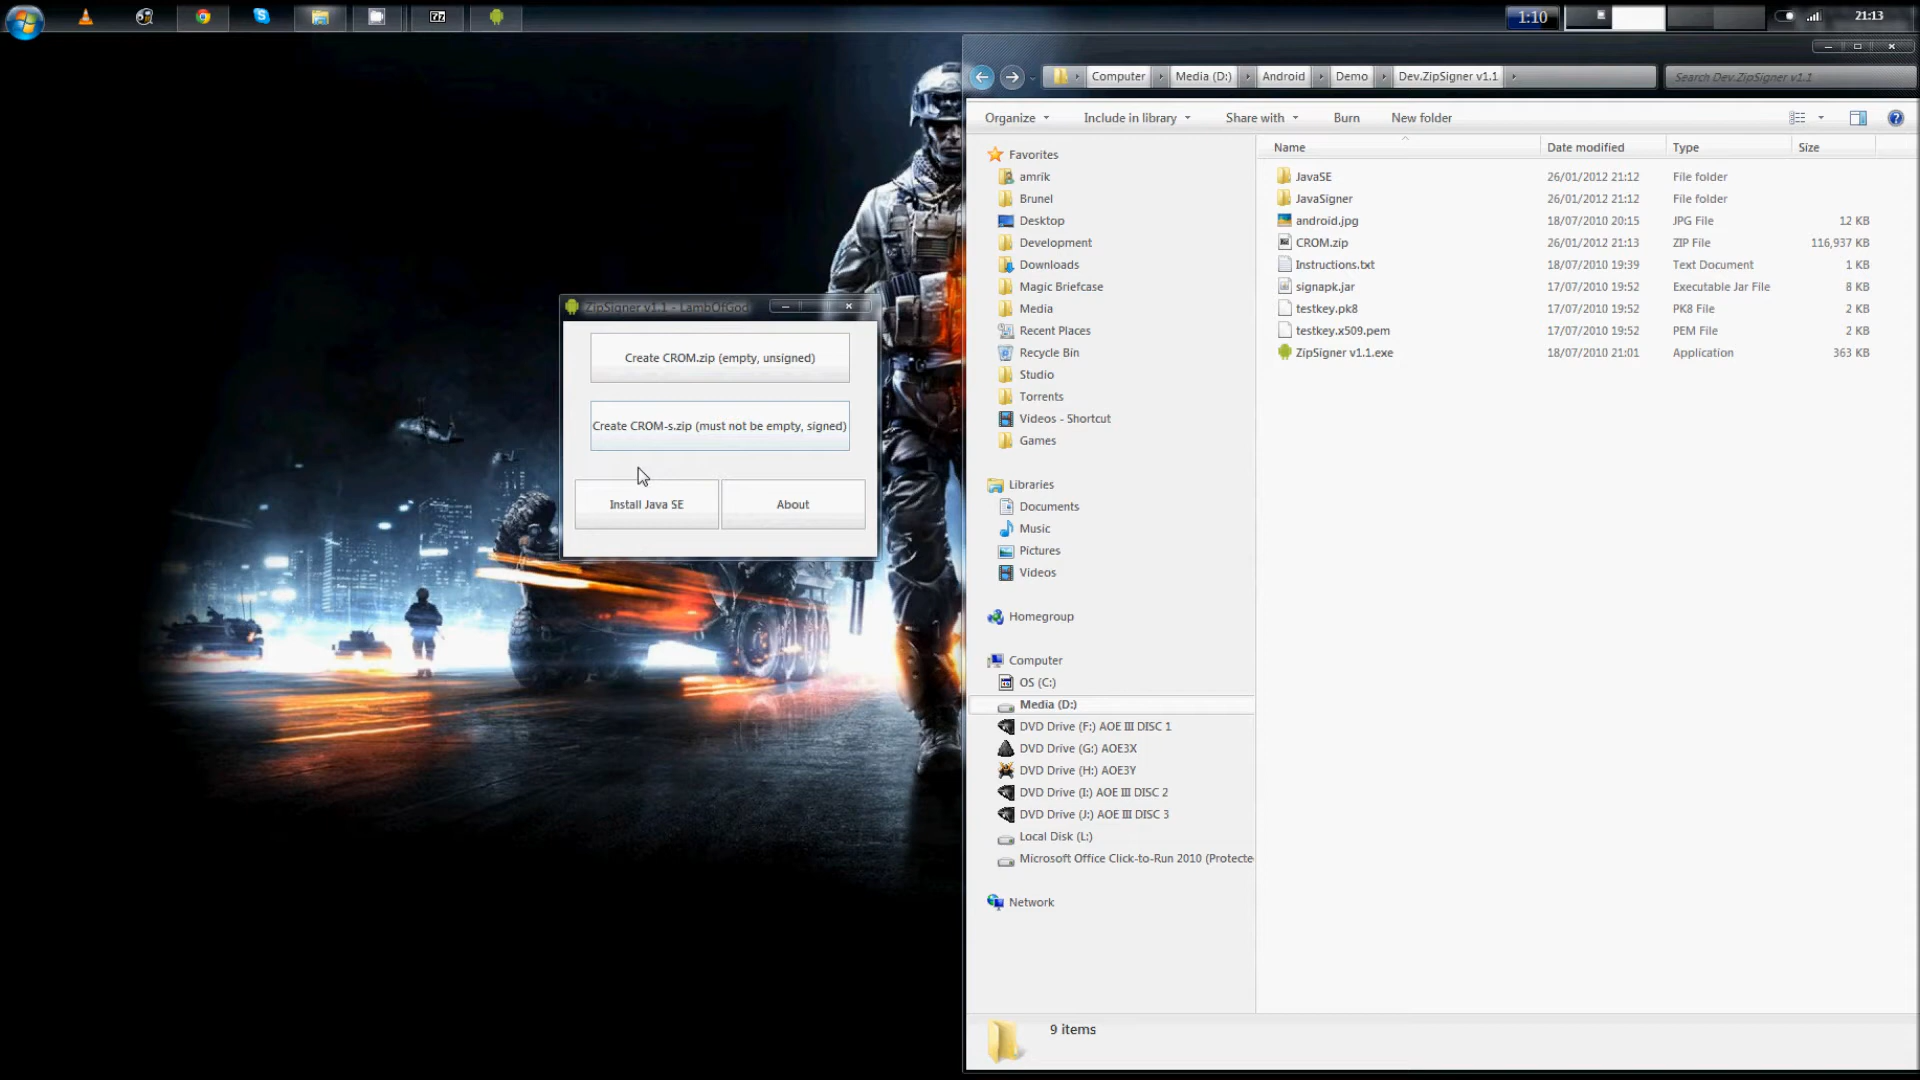 1:10
21:13
Computer
Media (D:)
Android
Demo
Dev.ZipSigner v1.1
Search Dev.ZipSigner v1.1
Organize
Include in library
Share with
Burn
New folder
Name
Date modified
Type
Size
Favorites
amrik
Brunel
Desktop
Development
Downloads
Magic Briefcase
Media
Recent Places
Recycle Bin
Studio
Torrents
Videos - Shortcut
Games
Libraries
Documents
Music
Pictures
Videos
Homegroup
Computer
OS (C:)
Media (D:)
DVD Drive (F:) AOE III DISC 1
DVD Drive (G:) AOE3X
DVD Drive (H:) AOE3Y
DVD Drive (I:) AOE III DISC 2
DVD Drive (J:) AOE III DISC 3
Local Disk (L:)
Microsoft Office Click-to-Run 2010 (Protecte
Network
JavaSE 26/01/2012 21:12 File folder
JavaSigner 26/01/2012 21:12 File folder
android.jpg 18/07/2010 20:15 JPG File 12 KB
CROM.zip 26/01/2012 21:13 ZIP File 116,937 KB
Instructions.txt 18/07/2010 19:39 Text Document 1 KB
signapk.jar 17/07/2010 19:52 Executable Jar File 8 KB
testkey.pk8 17/07/2010 19:52 PK8 File 2 KB
testkey.x509.pem 17/07/2010 19:52 PEM File 2 KB
ZipSigner v1.1.exe 18/07/2010 21:01 Application 363 KB
9 items
ZipSigner v1.1 - LambOfGod
Create CROM.zip (empty, unsigned)
Create CROM-s.zip (must not be empty, signed)
Install Java SE
About